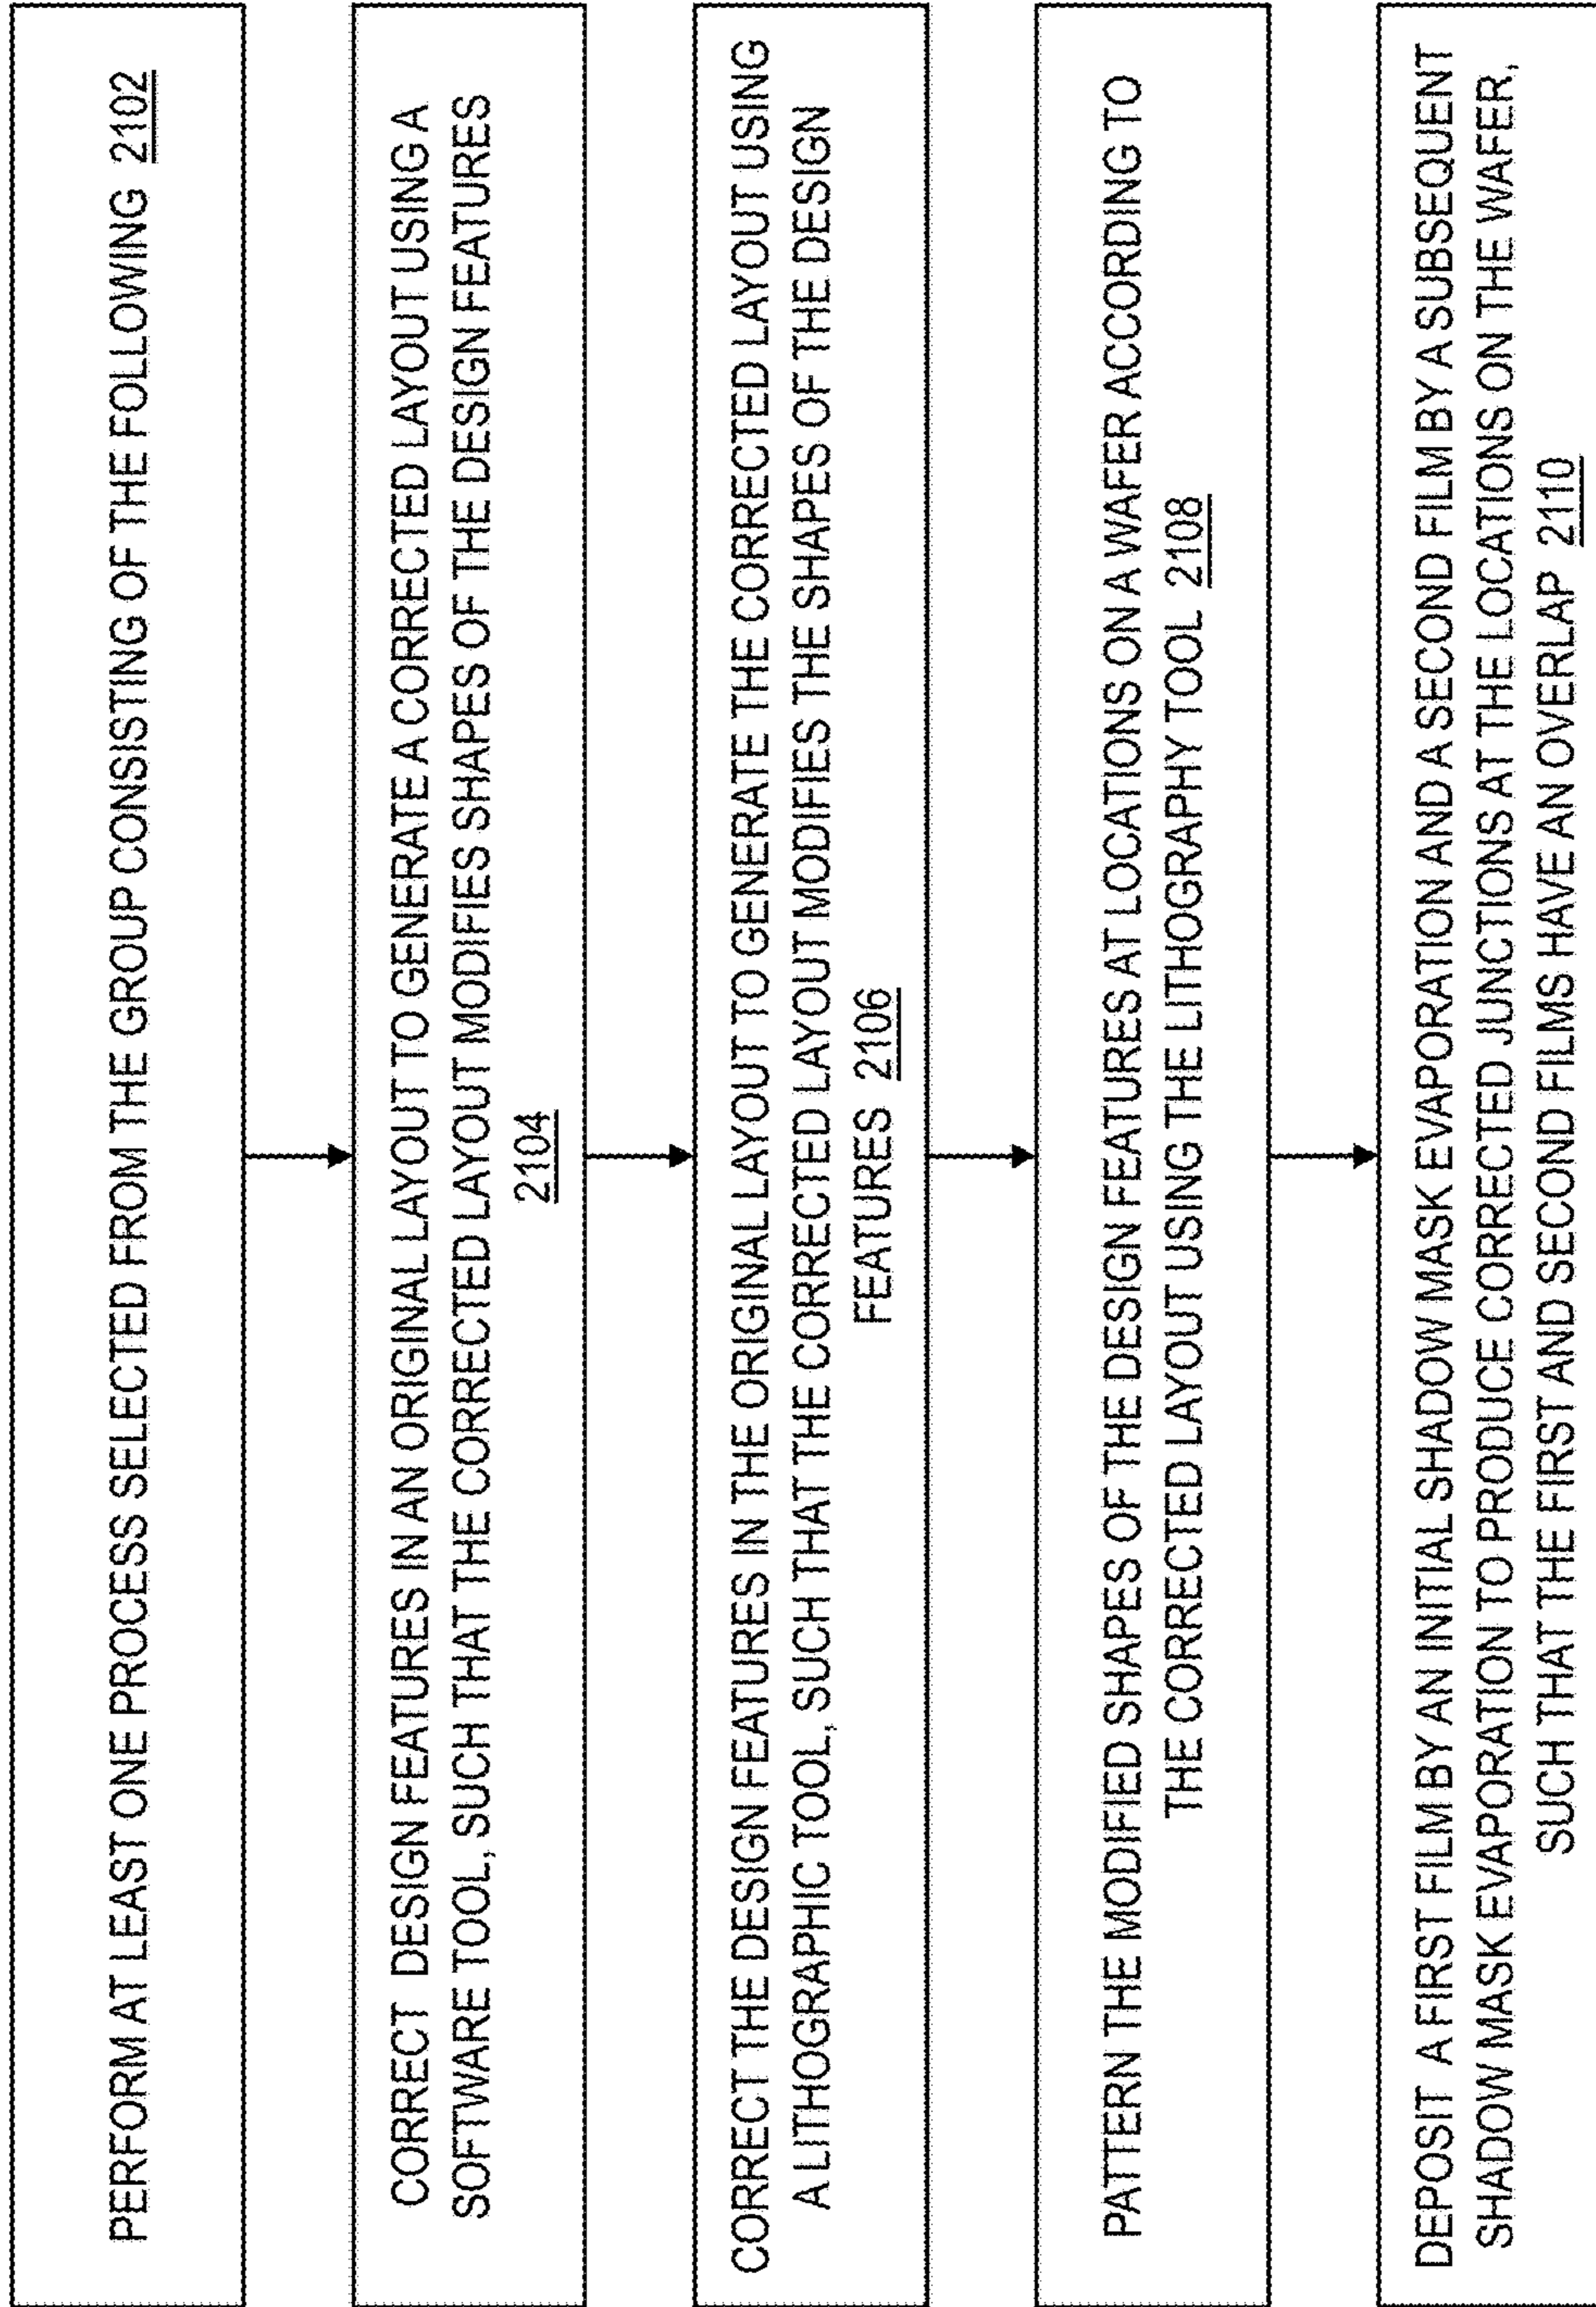 PERFORM AT LEAST ONE PROCESS SELECTED FROM THE GROUP CONSISTING OF THE FOLLOWING 2102
CORRECT DESIGN FEATURES IN AN ORIGINAL LAYOUT TO GENERATE A CORRECTED LAYOUT USING A
SOFTWARE TOOL, SUCH THAT THE CORRECTED LAYOUT MODIFIES SHAPES OF THE DESIGN FEATURES
2104
CORRECT THE DESIGN FEATURES IN THE ORIGINAL LAYOUT TO GENERATE THE CORRECTED LAYOUT USING
A LITHOGRAPHIC TOOL, SUCH THAT THE CORRECTED LAYOUT MODIFIES THE SHAPES OF THE DESIGN
FEATURES 2106
PATTERN THE MODIFIED SHAPES OF THE DESIGN FEATURES AT LOCATIONS ON A WAFER ACCORDING TO
THE CORRECTED LAYOUT USING THE LITHOGRAPHY TOOL 2108
DEPOSIT A FIRST FILM BY AN INITIAL SHADOW MASK EVAPORATION AND A SECOND FILM BY A SUBSEQUENT
SHADOW MASK EVAPORATION TO PRODUCE CORRECTED JUNCTIONS AT THE LOCATIONS ON THE WAFER,
SUCH THAT THE FIRST AND SECOND FILMS HAVE AN OVERLAP 2110